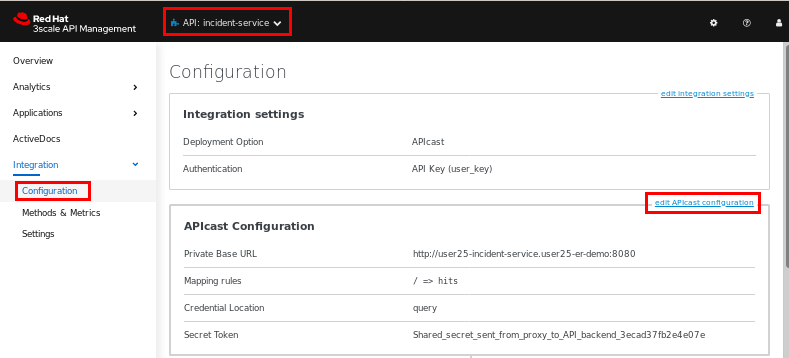 Red Hat
3scale API Management
API: incident-service
Overview
Analytics
Applications
ActiveDocs
Integration
Configuration
Methods & Metrics
Settings
Configuration
edit integration settings
Integration settings
Deployment Option APIcast
Authentication API Key (user_key)
edit APIcast configuration
APIcast Configuration
Private Base URL http://user25-incident-service.user25-er-demo:8080
Mapping rules / => hits
Credential Location query
Secret Token Shared_secret_sent_from_proxy_to_API_backend_3ecad37fb2e4e07e